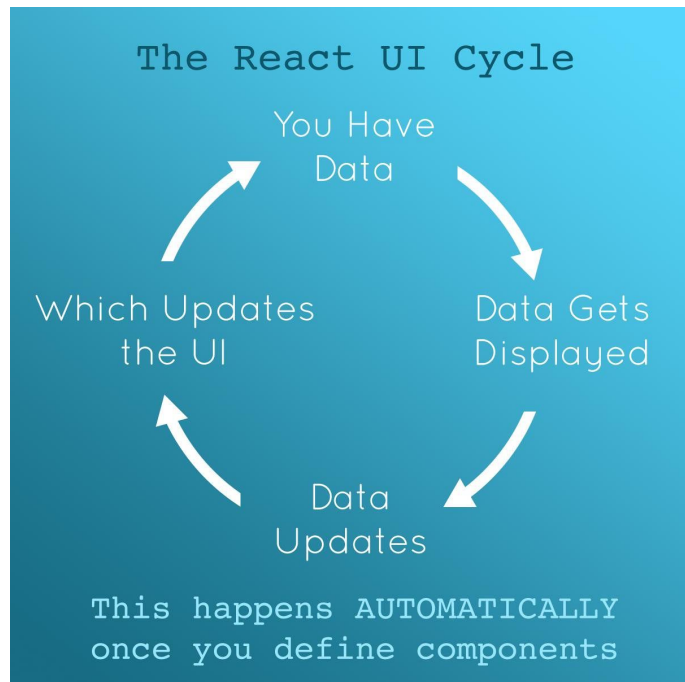 The React UI Cycle
You Have
Data
Data Gets
Displayed
Data
Updates
Which Updates
the UI
This happens AUTOMATICALLY
once you define components